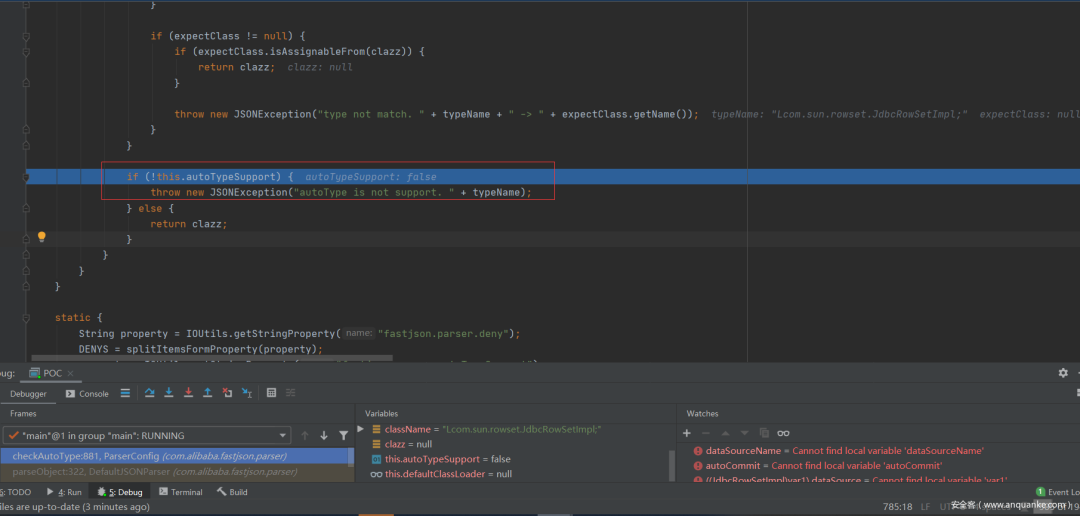 }
if (expectClass != null) {
if (expectClass.isAssignableFrom(clazz)) {
return clazz; clazz: null
}
throw new JSONException("type not match. " + typeName + " -> " + expectClass.getName()); typeName: "Lcom.sun.rowset.JdbcRowSetImpl;" expectClass: null
}
}
if (!this.autoTypeSupport) { autoTypeSupport: false
throw new JSONException("autoType is not support. " + typeName);
} else {
return clazz;
}
}
}
}
static {
String property = IOUtils.getStringProperty( name: "fastjson.parser.deny");
DENYS = splitItemsFormProperty(property);
ug: POC ×
Debugger Console
Frames Variables Watches
"main"@1 in group "main": RUNNING
checkAutoType:881, ParserConfig (com.alibaba.fastjson.parser)
parseObject:322, DefaultJSONParser (com.alibaba.fastjson.parser)
className = "Lcom.sun.rowset.JdbcRowSetImpl;"
clazz = null
this.autoTypeSupport = false
this.defaultClassLoader = null
dataSourceName = Cannot find local variable 'dataSourceName'
autoCommit = Cannot find local variable 'autoCommit'
((JdbcRowSetImpl)var1).dataSource = Cannot find local variable 'var1'
6: TODO 4: Run 5: Debug Terminal Build 1 Event Lo
iles are up-to-date (3 minutes ago) 785:18 LF
安全客 ( www.anquanke.com )